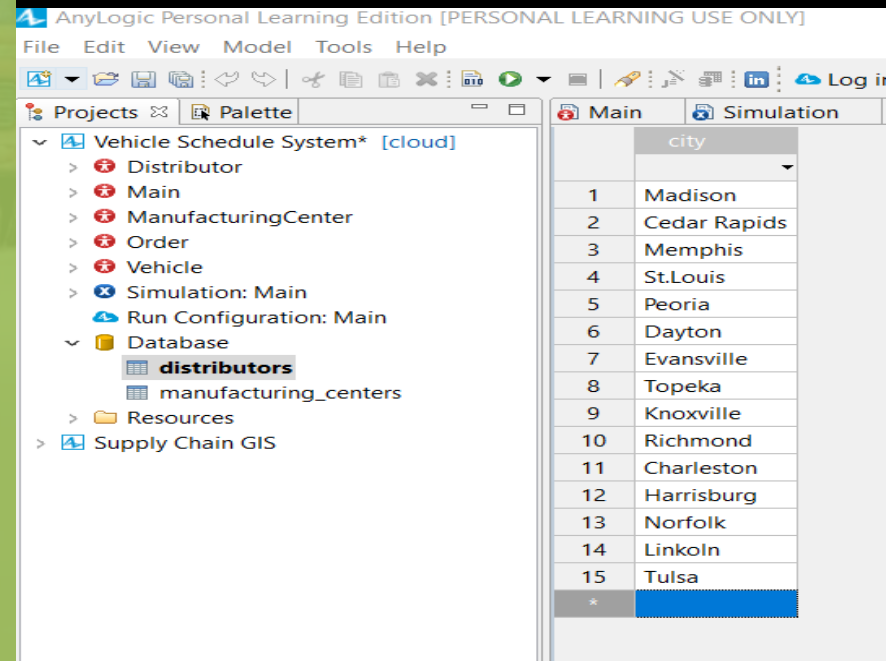 AnyLogic Personal Learning Edition [PERSONAL LEARNING USE ONLY]
File Edit View Model Tools Help
Log in
Projects Palette
Main Simulation
Vehicle Schedule System* [cloud]
Distributor
Main
ManufacturingCenter
Order
Vehicle
Simulation: Main
Run Configuration: Main
Database
distributors
manufacturing_centers
Resources
Supply Chain GIS
city
1 Madison
2 Cedar Rapids
3 Memphis
4 St.Louis
5 Peoria
6 Dayton
7 Evansville
8 Topeka
9 Knoxville
10 Richmond
11 Charleston
12 Harrisburg
13 Norfolk
14 Linkoln
15 Tulsa
*